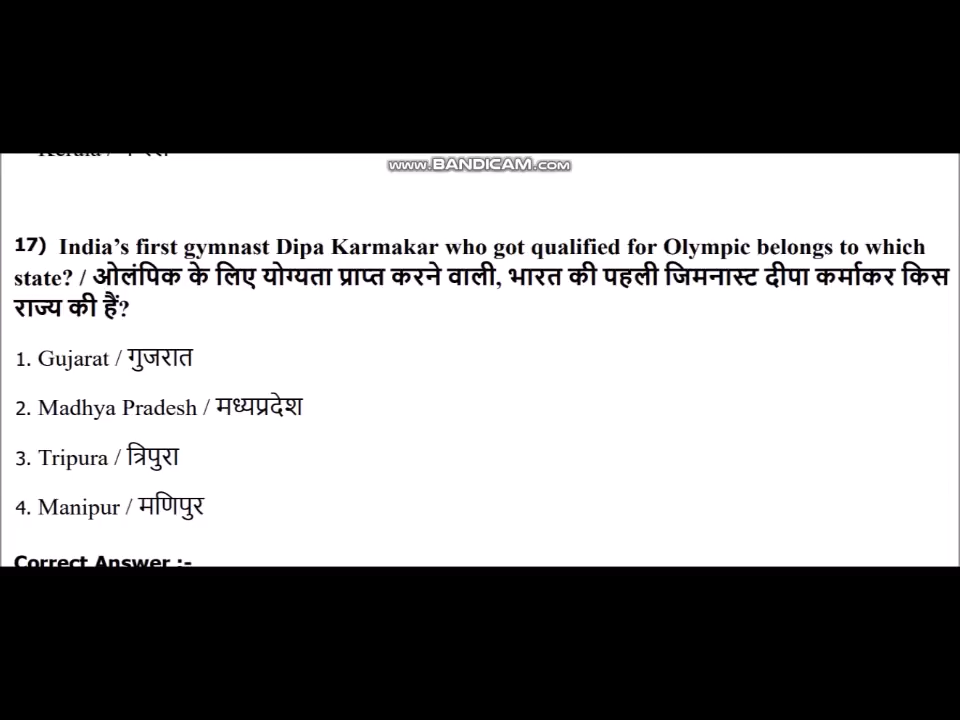 www.BANDICAM.com
17) India's first gymnast Dipa Karmakar who got qualified for Olympic belongs to which
state? / ओलंपिक के लिए योग्यता प्राप्त करने वाली, भारत की पहली जिमनास्ट दीपा कर्माकर किस
राज्य की हैं?
1. Gujarat / गुजरात
2. Madhya Pradesh / मध्यप्रदेश
3. Tripura / त्रिपुरा
4. Manipur / मणिपुर
Correct Answer :-